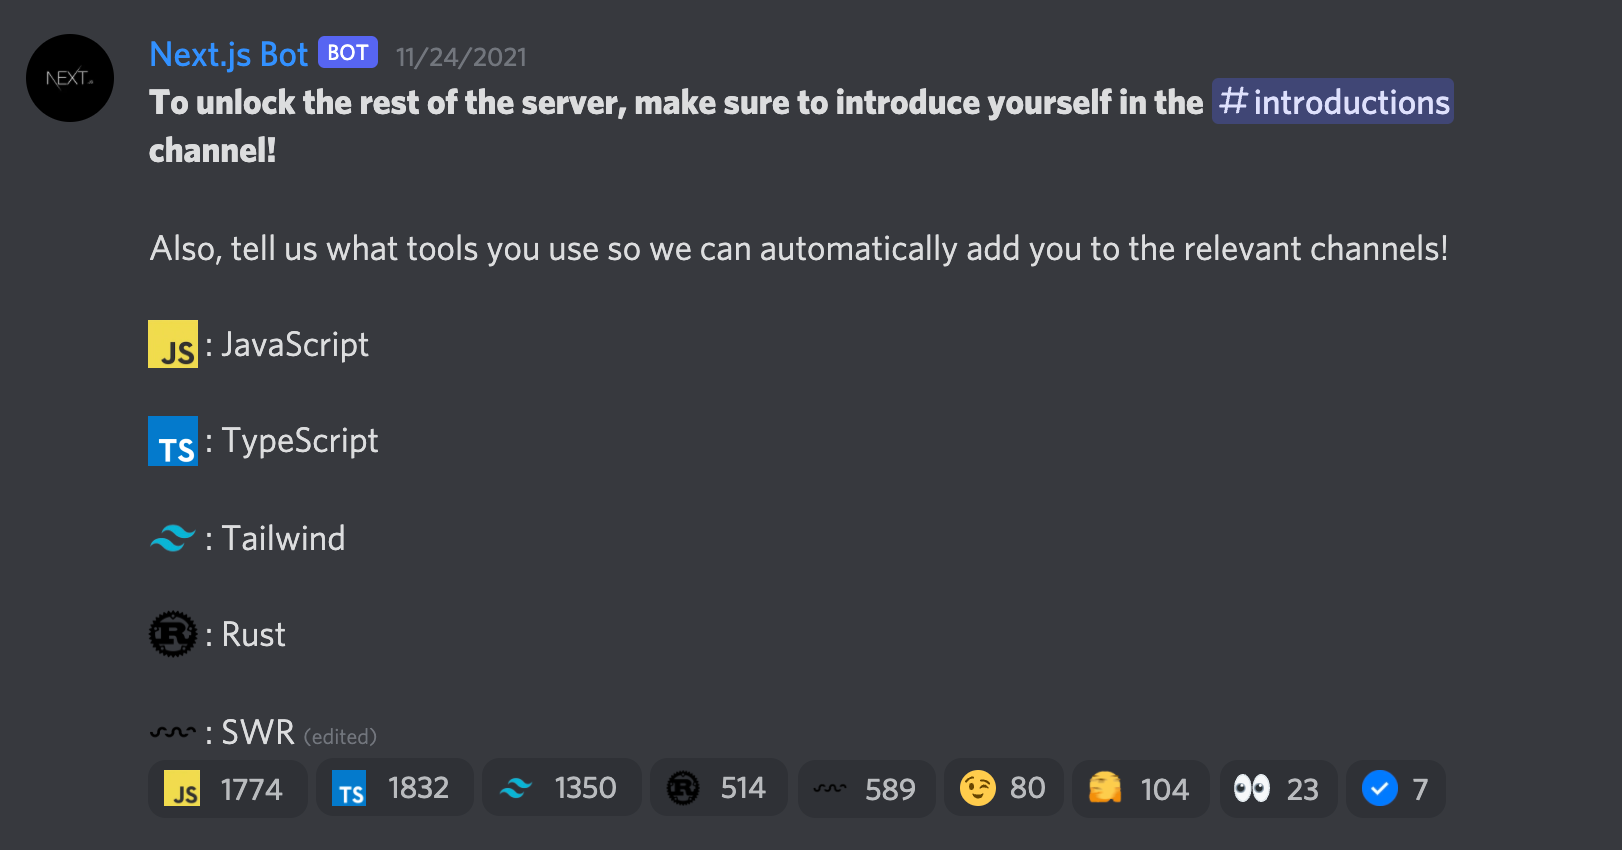 NEXT.JS
Next.js Bot BOT 11/24/2021
To unlock the rest of the server, make sure to introduce yourself in the #introductions
channel!
Also, tell us what tools you use so we can automatically add you to the relevant channels!
JS : JavaScript
TS : TypeScript
: Tailwind
R : Rust
: SWR (edited)
JS 1774 TS 1832 1350 R 514 589 80 104 23 7